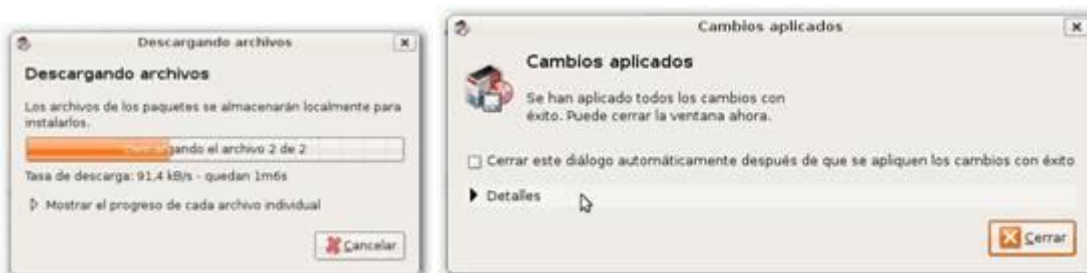 Descargando archivos
Descargando archivos
Los archivos de los paquetes se almacenarán localmente para
instalarlos.
Descargando el archivo 2 de 2
Tasa de descarga: 91,4 kB/s - quedan 1m6s
Mostrar el progreso de cada archivo individual
Cancelar
Cambios aplicados
Cambios aplicados
Se han aplicado todos los cambios con
éxito. Puede cerrar la ventana ahora.
Cerrar este diálogo automáticamente después de que se apliquen los cambios con éxito
Detalles
Cerrar